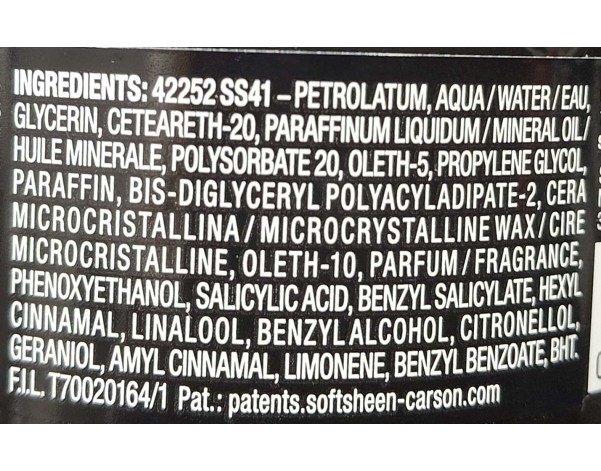 INGREDIENTS: 42252 SS41 – PETROLATUM, AQUA / WATER / EAU,
GLYCERIN, CETEARETH-20, PARAFFINUM LIQUIDUM / MINERAL OIL /
HUILE MINERALE, POLYSORBATE 20, OLETH-5, PROPYLENE GLYCOL,
PARAFFIN, BIS-DIGLYCERYL POLYACYLADIPATE-2, CERA
MICROCRISTALLINA / MICROCRYSTALLINE WAX / CIRE
MICROCRISTALLINE, OLETH-10, PARFUM / FRAGRANCE,
PHENOXYETHANOL, SALICYLIC ACID, BENZYL SALICYLATE, HEXYL
CINNAMAL, LINALOOL, BENZYL ALCOHOL, CITRONELLOL,
GERANIOL, AMYL CINNAMAL, LIMONENE, BENZYL BENZOATE, BHT.
F.I.L. T70020164/1 Pat.: patents.softsheen-carson.com